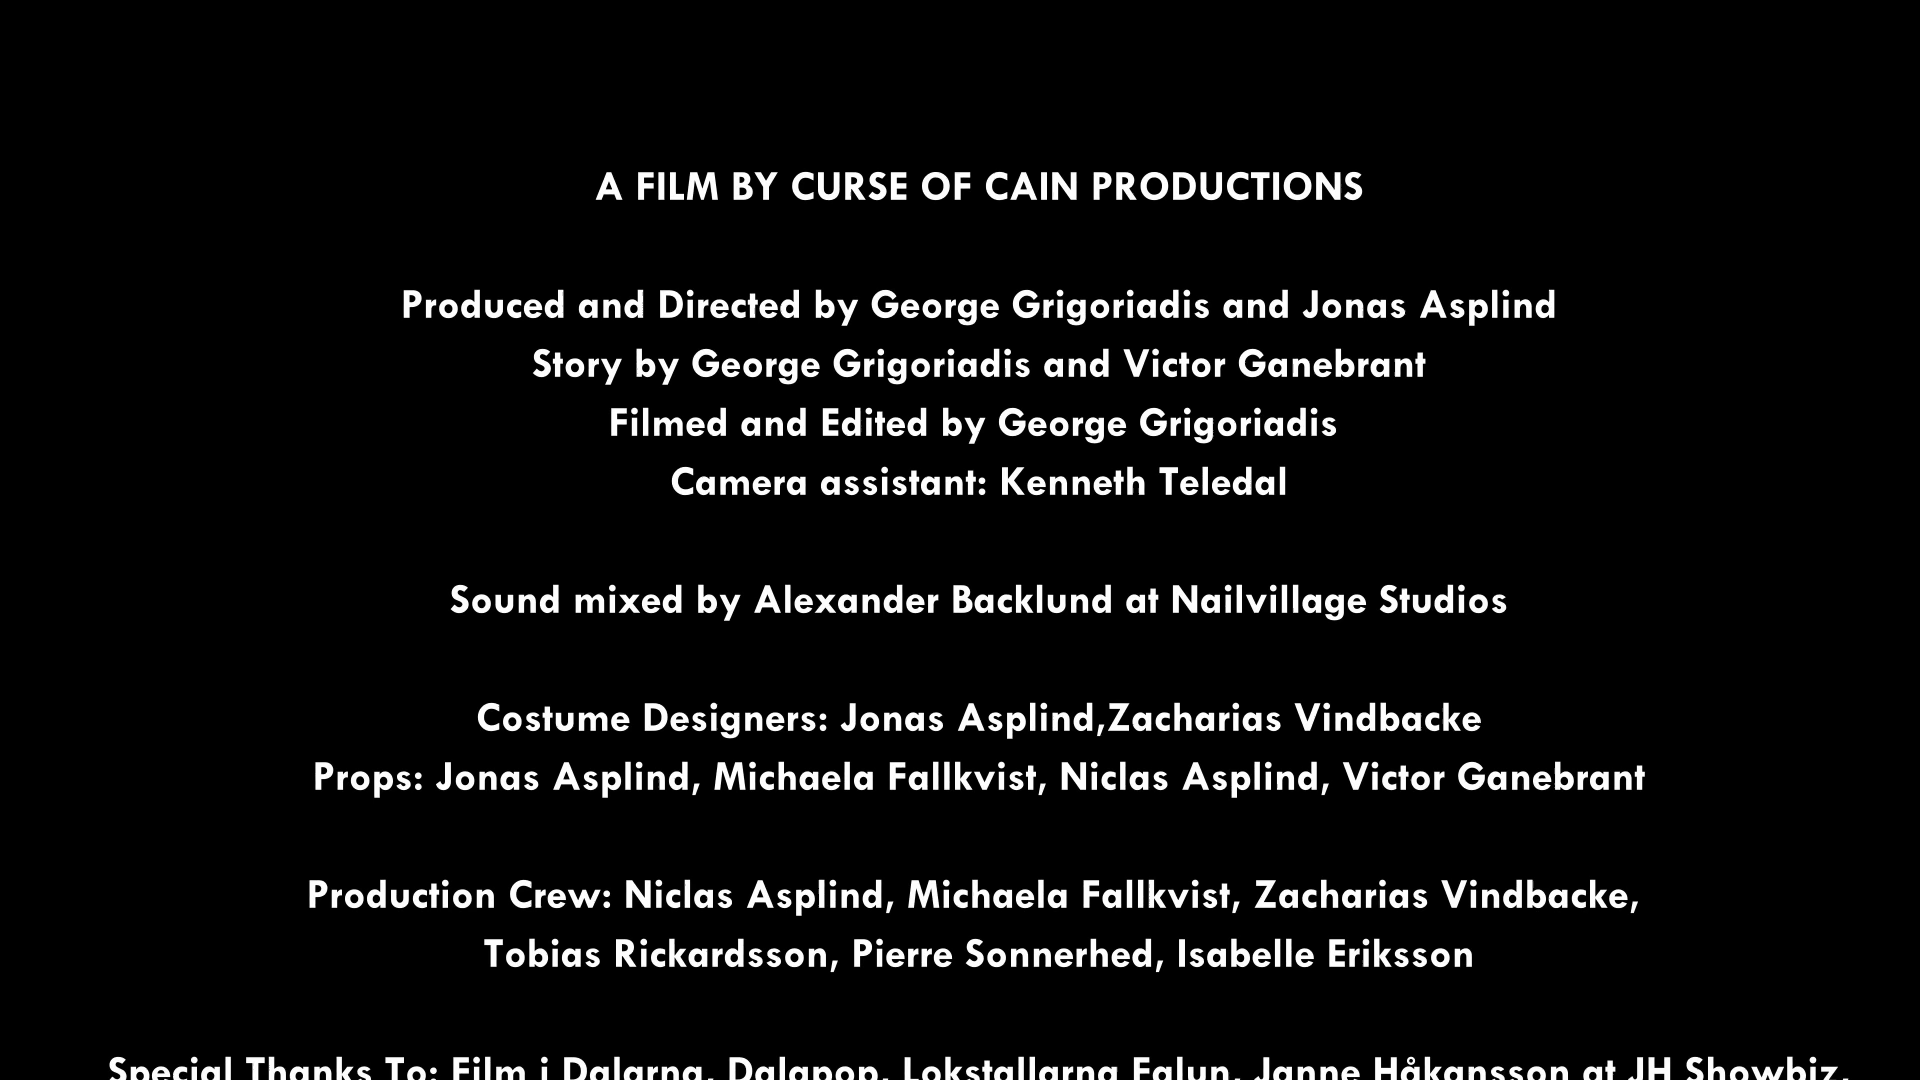 A FILM BY CURSE OF CAIN PRODUCTIONS
Produced and Directed by George Grigoriadis and Jonas Asplind
Story by George Grigoriadis and Victor Ganebrant
Filmed and Edited by George Grigoriadis
Camera assistant: Kenneth Teledal
Sound mixed by Alexander Backlund at Nailvillage Studios
Costume Designers: Jonas Asplind,Zacharias Vindbacke
Props: Jonas Asplind, Michaela Fallkvist, Niclas Asplind, Victor Ganebrant
Production Crew: Niclas Asplind, Michaela Fallkvist, Zacharias Vindbacke,
Tobias Rickardsson, Pierre Sonnerhed, Isabelle Eriksson
Special Thanks To: Film i Dalarna, Dalapop, Lokstallarna Falun, Janne Håkansson at JH Showbiz,